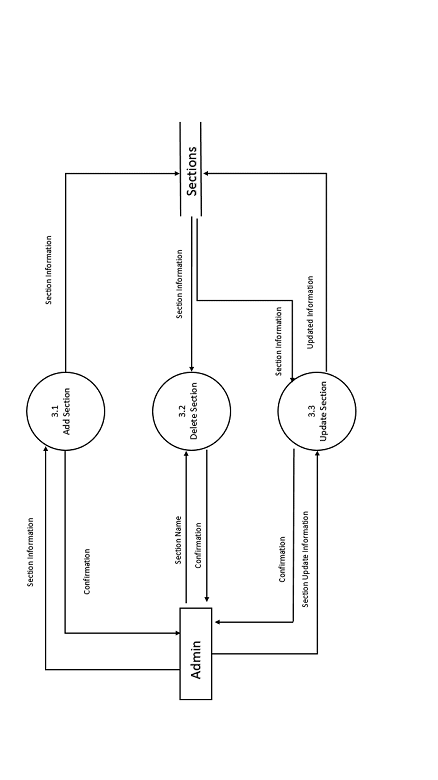 Section Information
Confirmation
3.1
Add Section
Section Information
Admin
Section Name
Confirmation
3.2
Delete Section
Section Information
Sections
Confirmation
Section Update Information
3.3
Update Section
Section Information
Updated Information